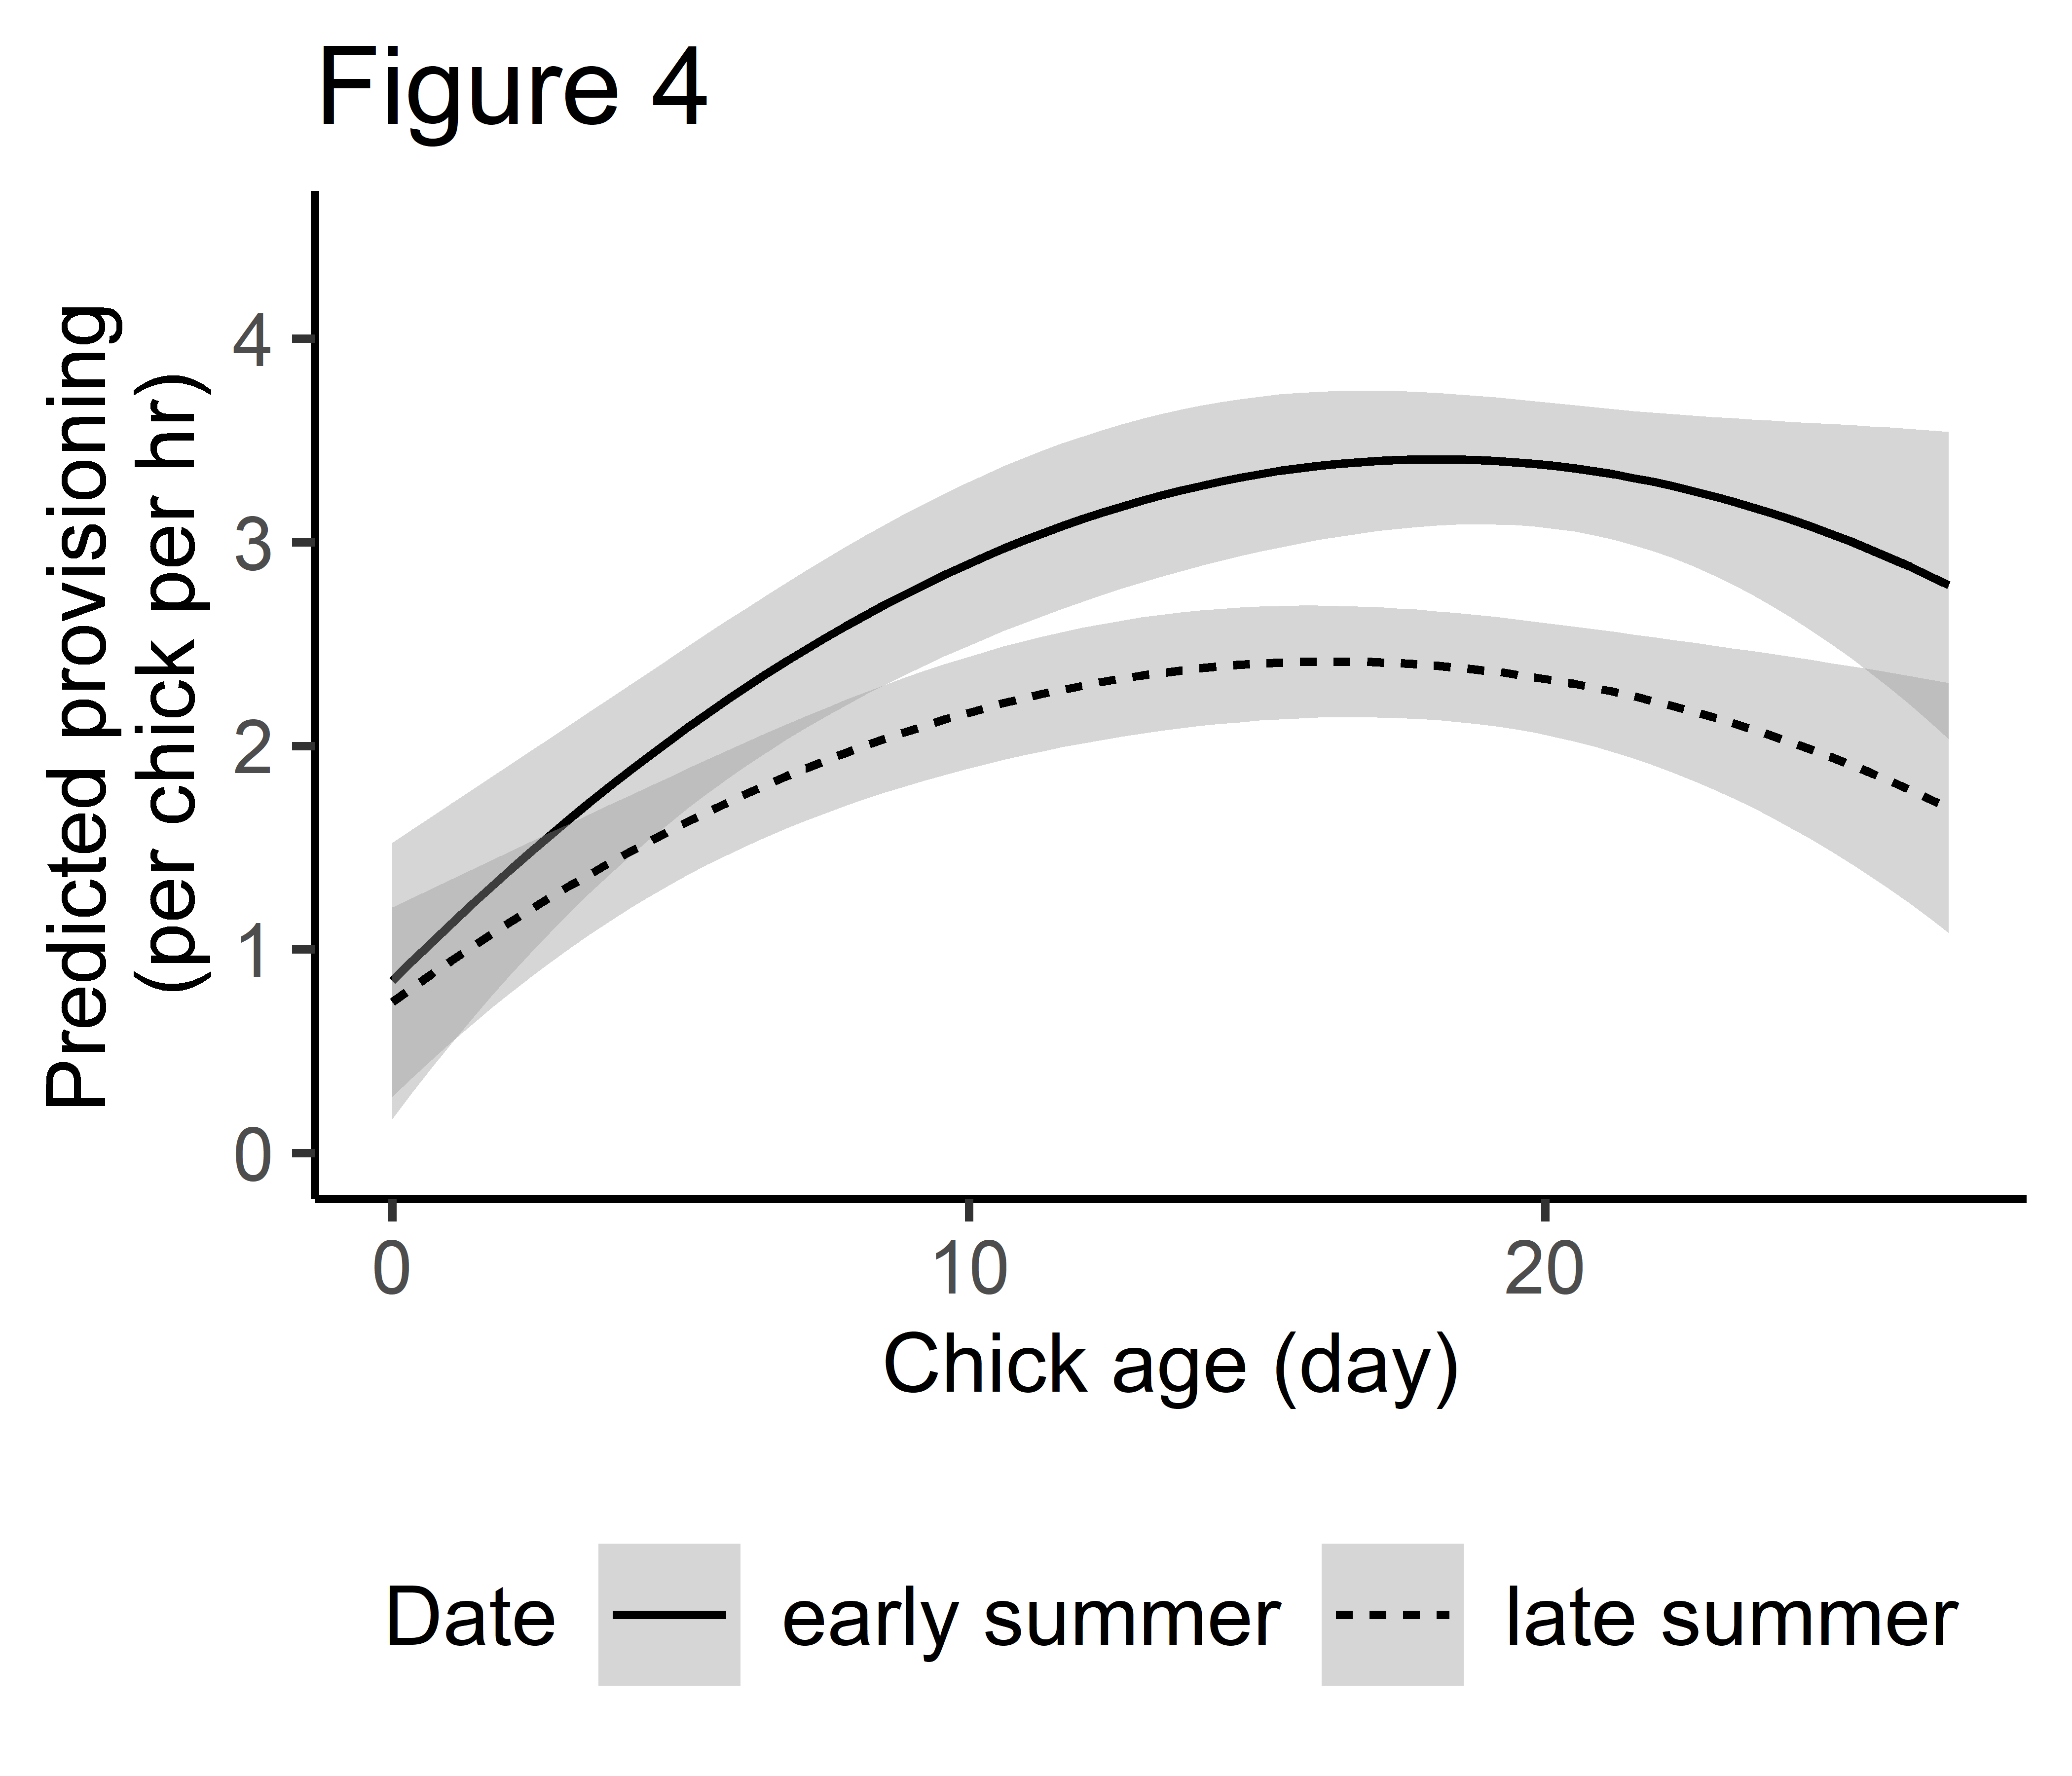 Figure 4
Predicted provisioning
(per chick per hr)
4
3
2
1
0
0 10 20
Chick age (day)
Date early summer late summer